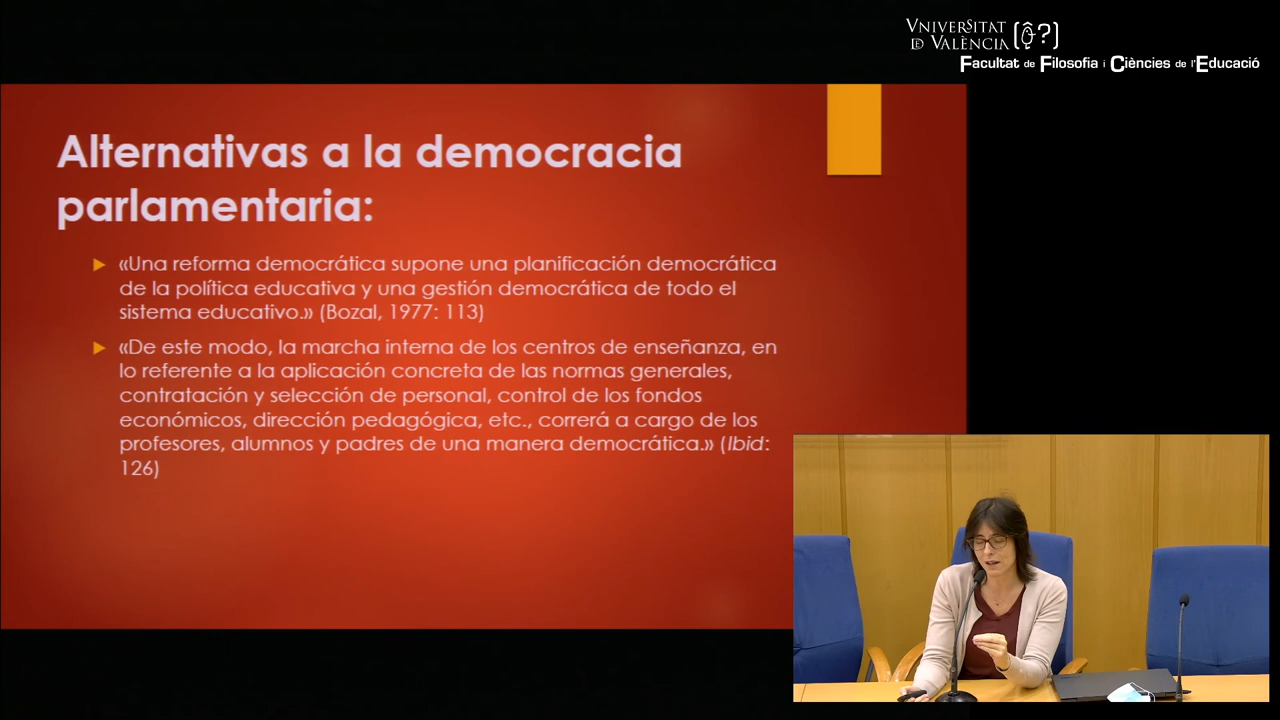 VNIVERSITAT
DE VALÈNCIA
Facultat de Filosofia i Ciències de l'Educació
Alternativas a la democracia
parlamentaria:
«Una reforma democrática supone una planificación democrática
de la política educativa y una gestión democrática de todo el
sistema educativo.» (Bozal, 1977: 113)
«De este modo, la marcha interna de los centros de enseñanza, en
lo referente a la aplicación concreta de las normas generales,
contratación y selección de personal, control de los fondos
económicos, dirección pedagógica, etc., correrá a cargo de los
profesores, alumnos y padres de una manera democrática.» (Ibid:
126)